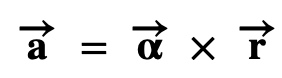 a⃗ = α⃗ × r⃗